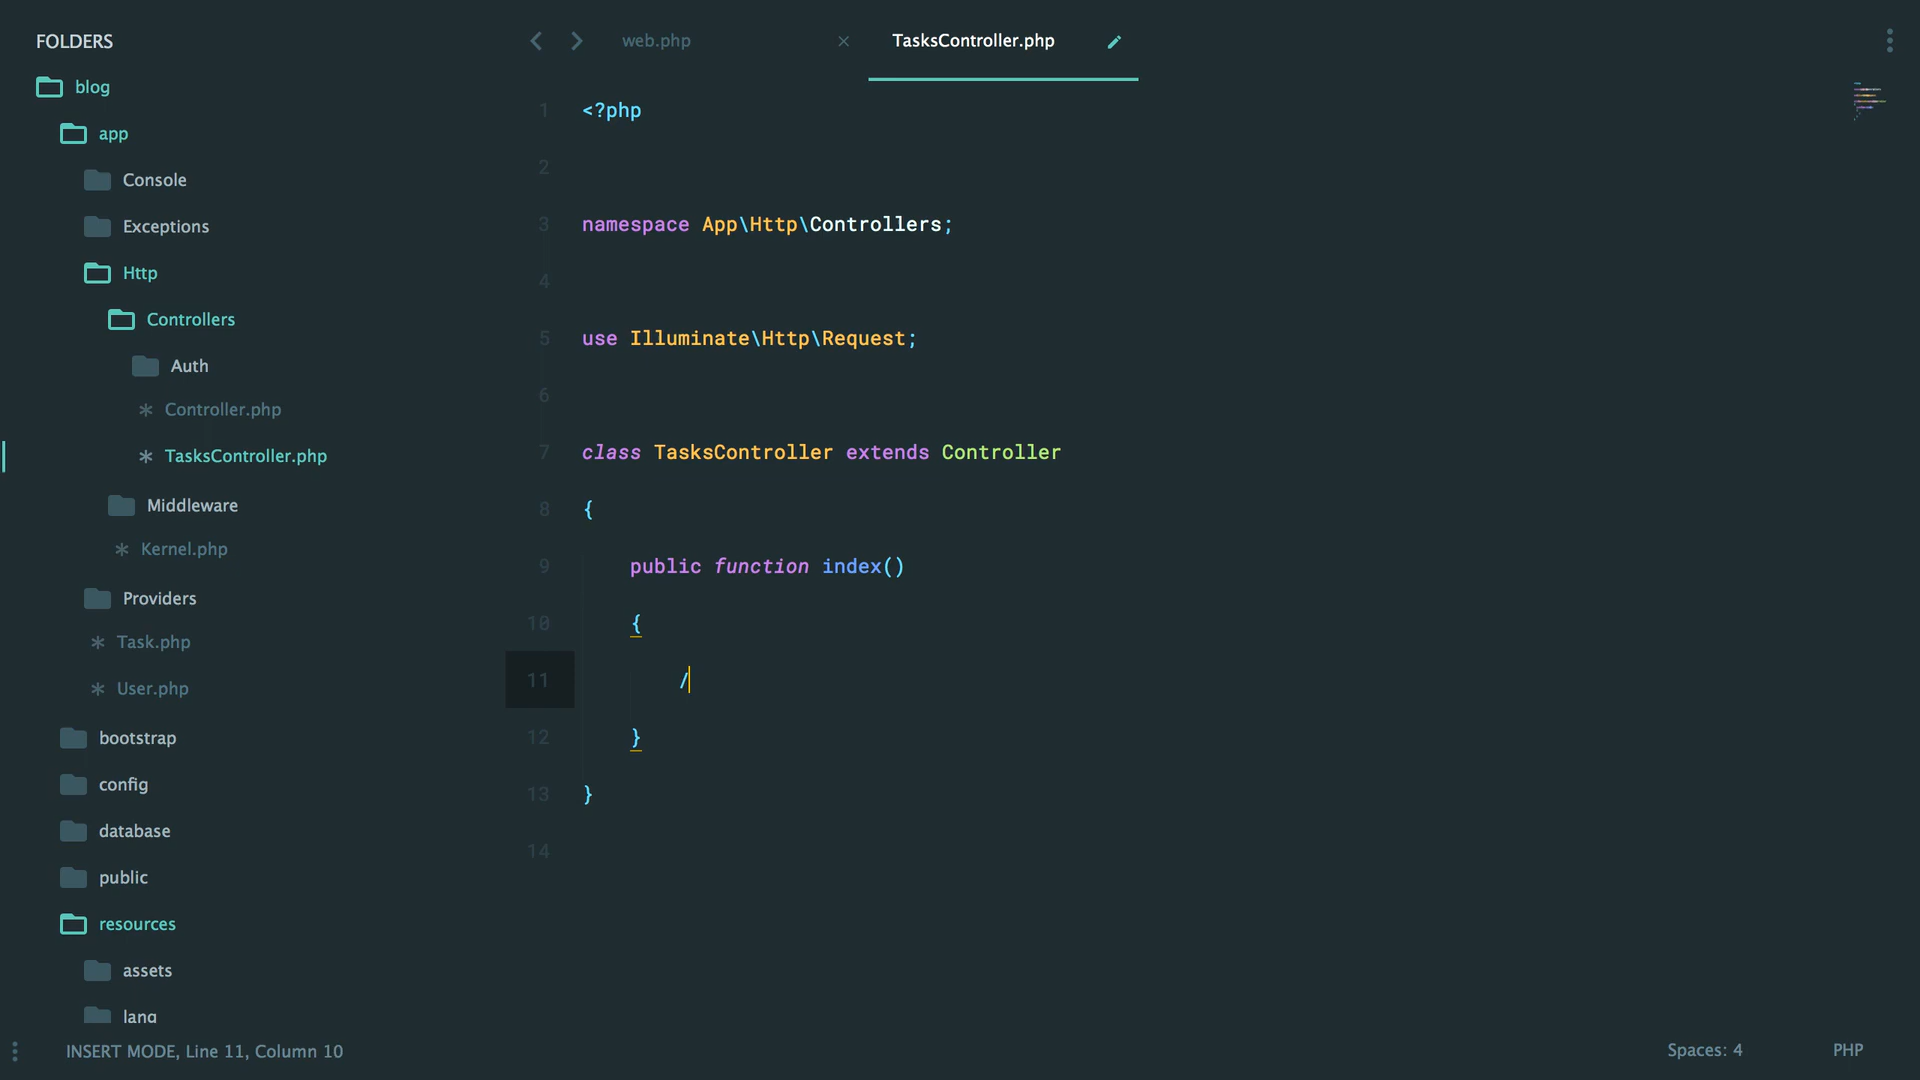 FOLDERS
blog
app
Console
Exceptions
Http
Controllers
Auth
Controller.php
TasksController.php
Middleware
Kernel.php
Providers
Task.php
User.php
bootstrap
config
database
public
resources
assets
lang
web.php
TasksController.php
1 <?php
2
3 namespace App\Http\Controllers;
4
5 use Illuminate\Http\Request;
6
7 class TasksController extends Controller
8 {
9     public function index()
10     {
11         /
12     }
13 }
14
INSERT MODE, Line 11, Column 10
Spaces: 4
PHP